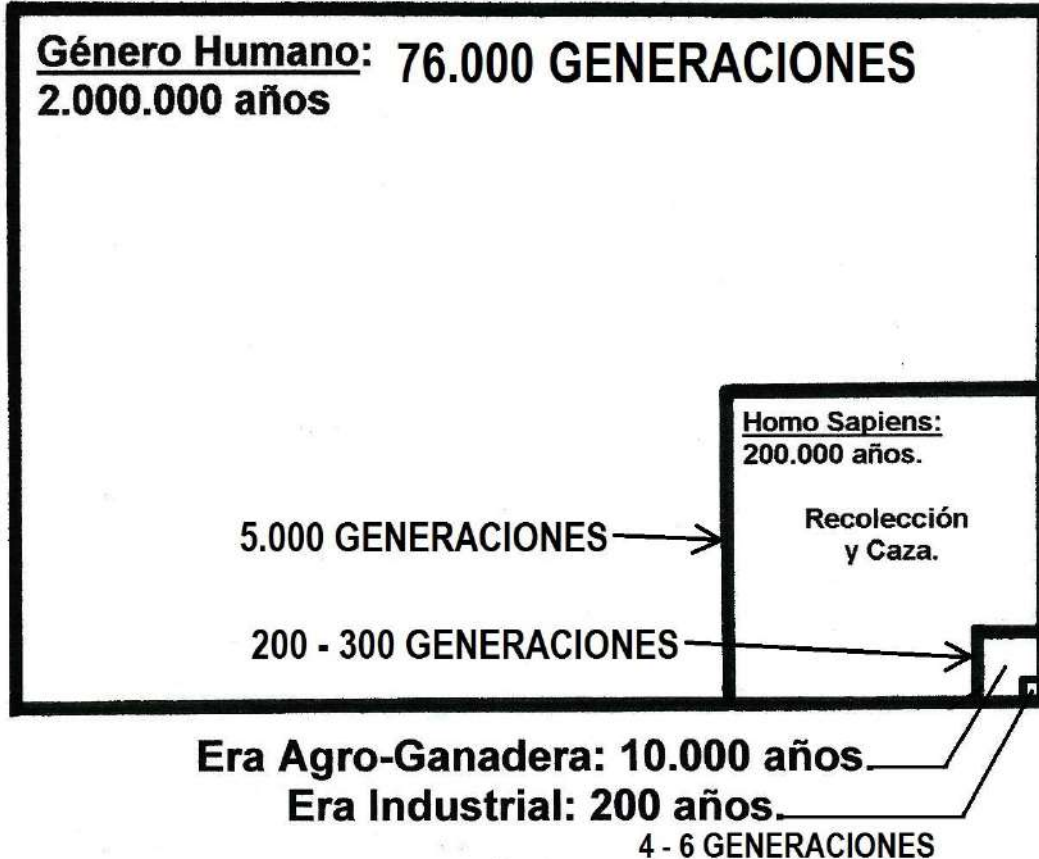 Género Humano: 76.000 GENERACIONES
2.000.000 años
Homo Sapiens:
200.000 años.
Recolección
y Caza.
5.000 GENERACIONES
200 - 300 GENERACIONES
Era Agro-Ganadera: 10.000 años.
Era Industrial: 200 años.
4 - 6 GENERACIONES